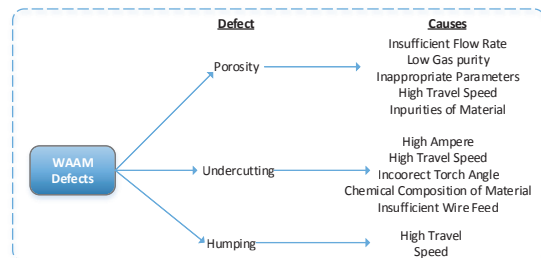 Defect
Causes
Insufficient Flow Rate
Low Gas purity
Inappropriate Parameters
High Travel Speed
Inpurities of Material
Porosity
WAAM
Defects
High Ampere
High Travel Speed
Incoorect Torch Angle
Chemical Composition of Material
Insufficient Wire Feed
Undercutting
Humping
High Travel
Speed